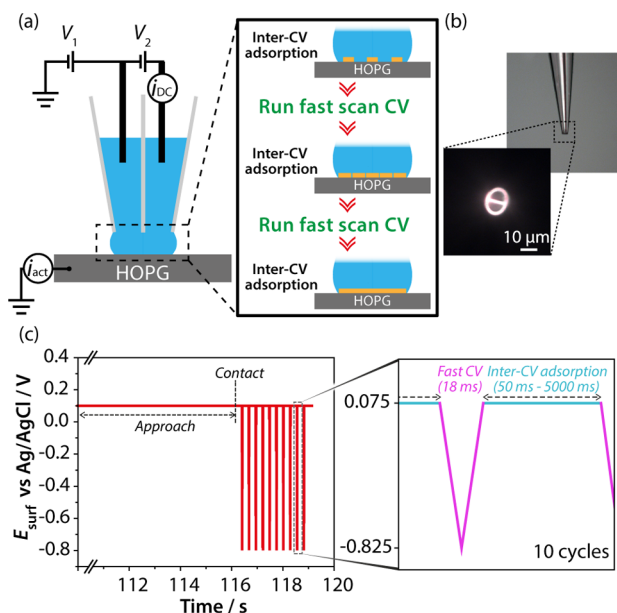 (a)
V1
V2
iDC
iact
HOPG
Inter-CV
adsorption
HOPG
Run fast scan CV
Inter-CV
adsorption
HOPG
Run fast scan CV
Inter-CV
adsorption
HOPG
(b)
10 µm
(c)
Esurf vs Ag/AgCl / V
0.4
0.2
0.0
-0.2
-0.4
-0.6
-0.8
Contact
Approach
112
114
116
118
120
Time / s
Fast CV
(18 ms)
Inter-CV adsorption
(50 ms - 5000 ms)
0.075
-0.825
10 cycles